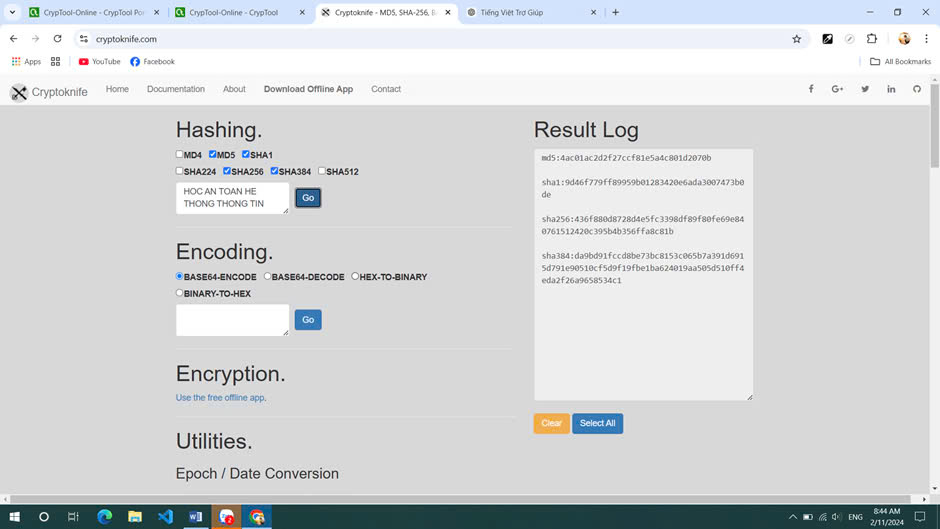 CrypTool-Online - CrypTool Por
CrypTool-Online - CrypTool
Cryptoknife - MD5, SHA-256, B
Tiếng Việt Trợ Giúp
cryptoknife.com
Apps YouTube Facebook All Bookmarks
Cryptoknife Home Documentation About Download Offline App Contact
Hashing.
MD4 MD5 SHA1
SHA224 SHA256 SHA384 SHA512
HOC AN TOAN HE
THONG THONG TIN
Go
Encoding.
BASE64-ENCODE BASE64-DECODE HEX-TO-BINARY
BINARY-TO-HEX
Go
Encryption.
Use the free offline app.
Utilities.
Epoch / Date Conversion
Result Log
md5:4ac01ac2d2f27ccf81e5a4c801d2070b
sha1:9d46f779ff89959b01283420e6ada3007473b0
de
sha256:436f880d8728d4e5fc3398df89f80fe69e84
0761512420c395b4b356ffa8c81b
sha384:da9bd91fccd8be73bc8153c065b7a391d691
5d791e90510cf5d9f19fbe1ba624019aa505d510ff4
eda2f26a9658534c1
Clear Select All
2
ENG
8:44 AM
2/11/2024